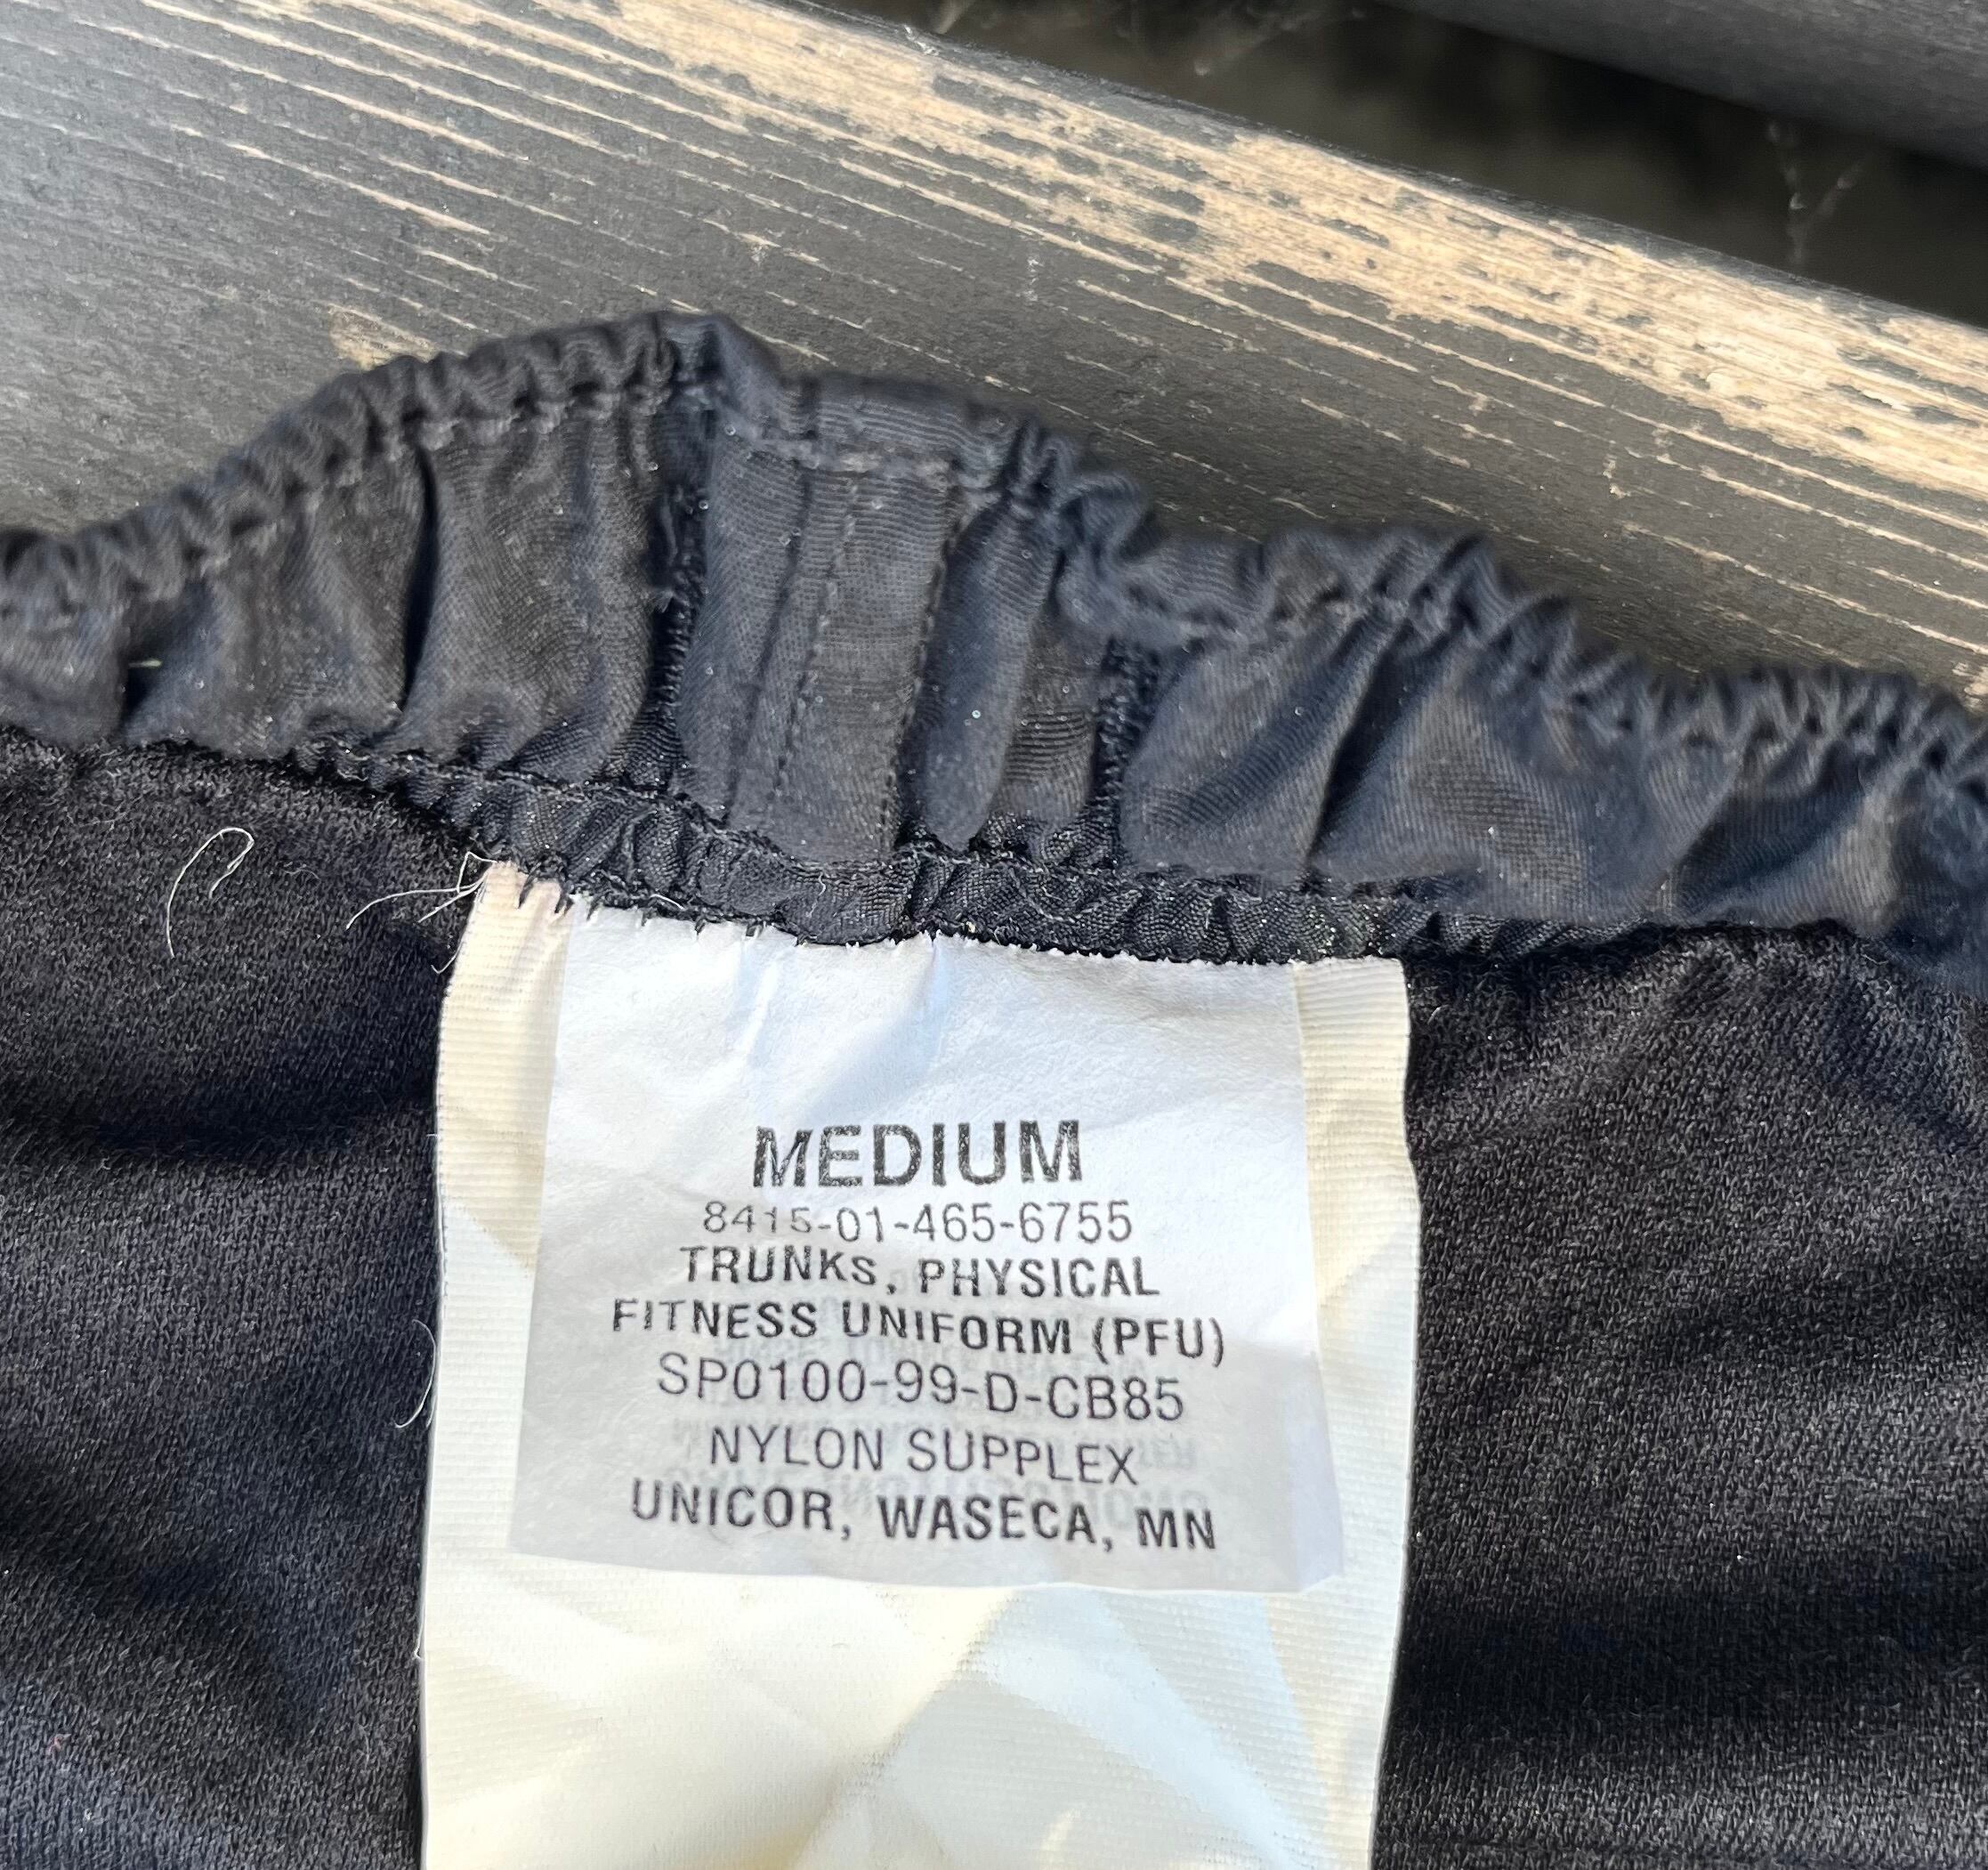 MEDIUM
8415-01-465-6755
TRUNKS, PHYSICAL
FITNESS UNIFORM (PFU)
SP0100-99-D-CB85
NYLON SUPPLEX
UNICOR, WASECA, MN